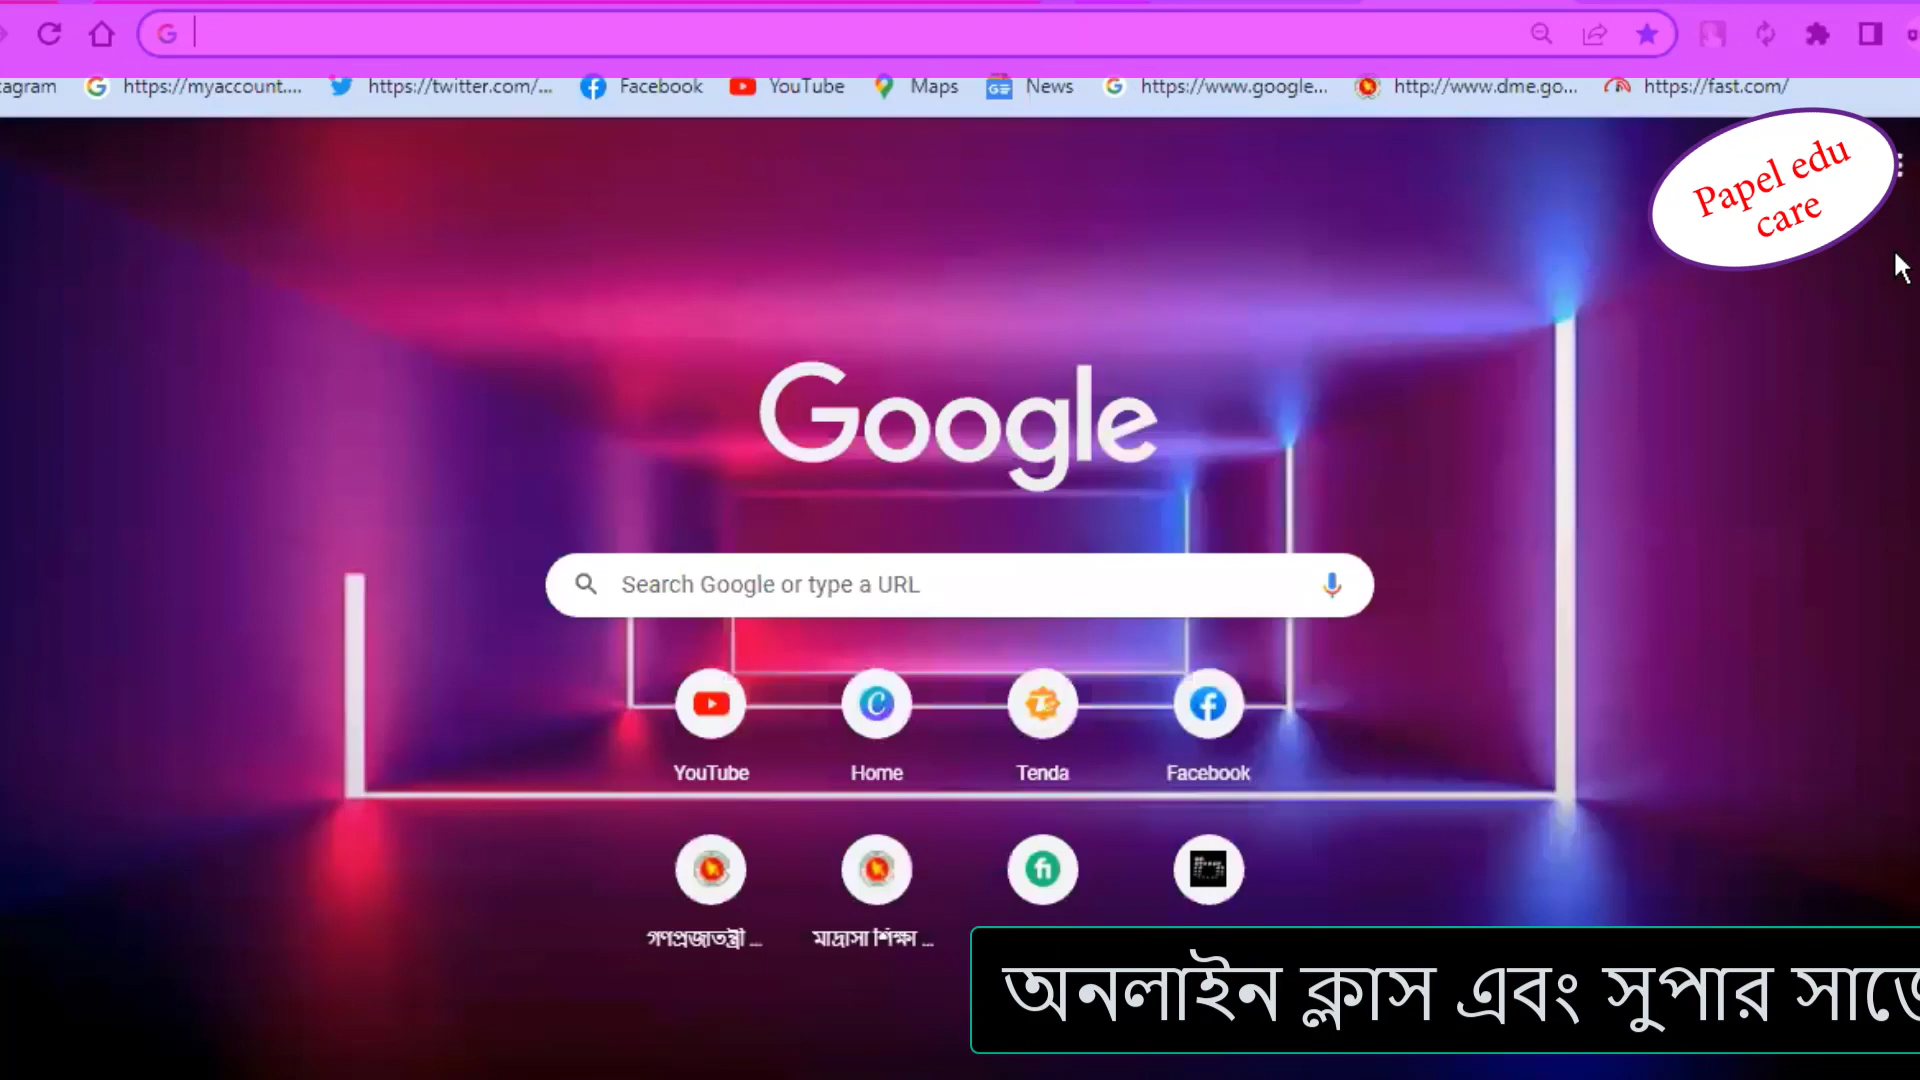 tagram https://myaccount.... https://twitter.com/... Facebook YouTube Maps News https://www.google... http://www.dme.go... https://fast.com/
Papel edu
care
Google
Search Google or type a URL
YouTube Home Tenda Facebook
গণপ্রজাতন্ত্রী ... মাদ্রাসা শিক্ষা ...
অনলাইন ক্লাস এবং সুপার